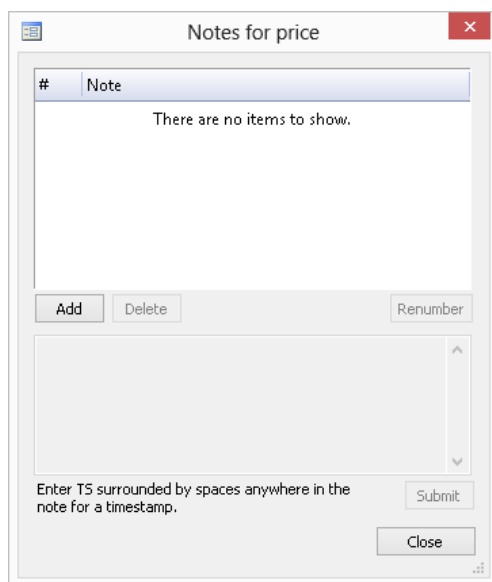 Notes for price
# Note
There are no items to show.
Add Delete Renumber
Enter TS surrounded by spaces anywhere in the
note for a timestamp.
Submit
Close